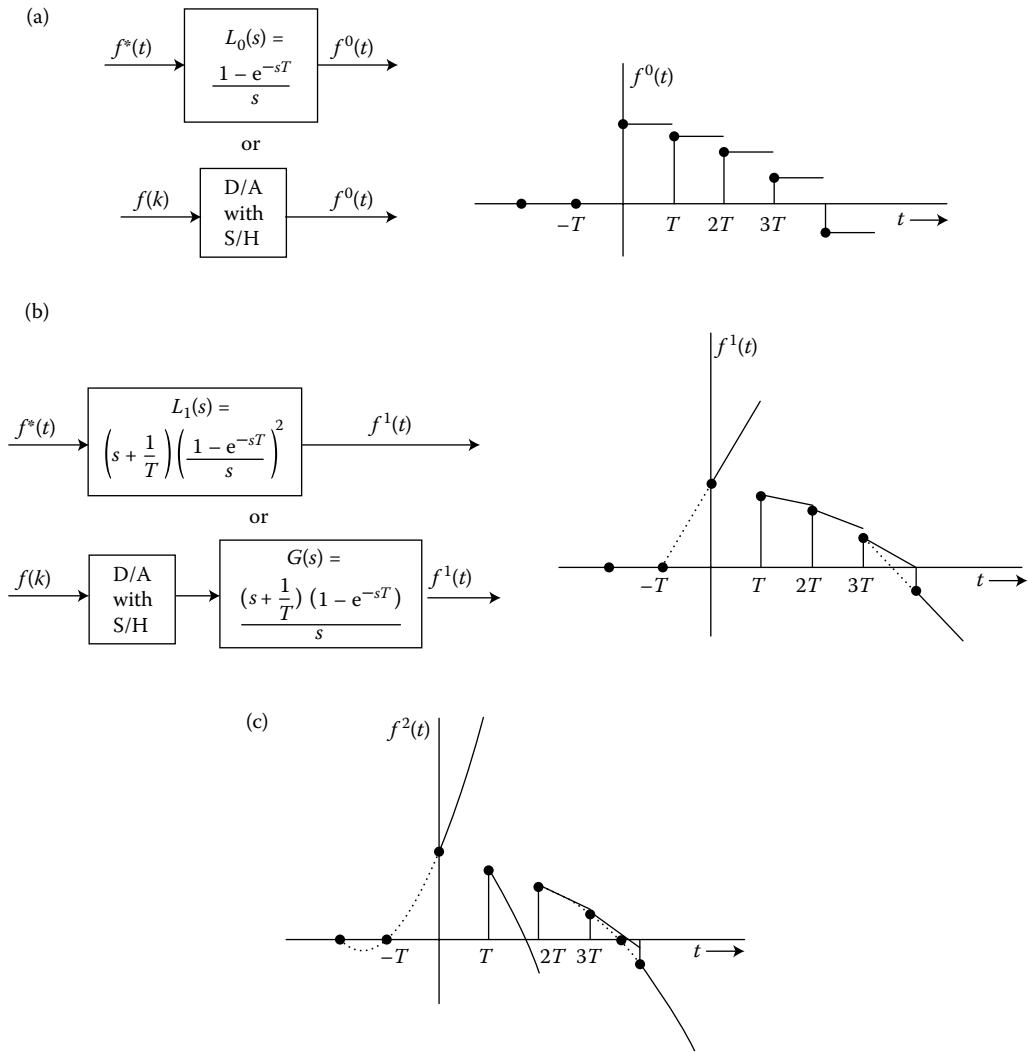 (a)
f*(t)
L₀(s) =
f⁰(t)
1 – e^{–sT}
s
or
f(k)
D/A
with
S/H
f⁰(t)
f⁰(t)
–T
T
2T
3T
t
(b)
f*(t)
L₁(s) =
(s + 1/T) ((1 – e^{–sT})/s)²
f¹(t)
or
f(k)
D/A
with
S/H
G(s) =
(s + 1/T) (1 – e^{–sT})
s
f¹(t)
f¹(t)
–T
T
2T
3T
t
(c)
f²(t)
–T
T
2T
3T
t